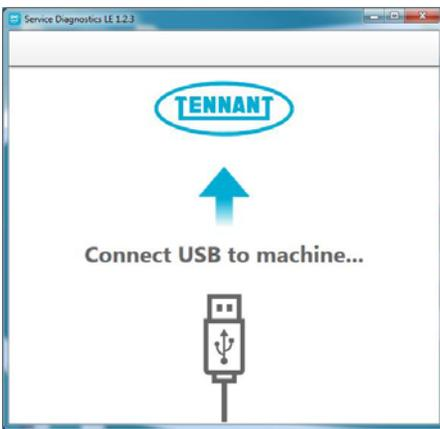 Service Diagnostics LE 1.2.3
TENNANT
Connect USB to machine...